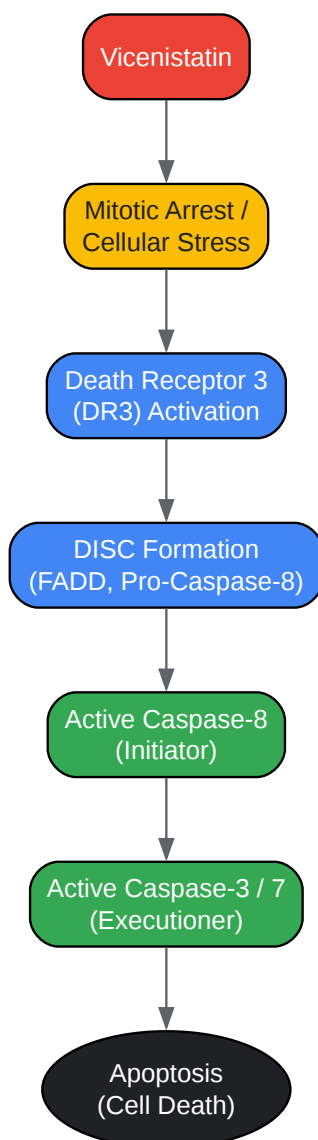 Vicenistatin
Mitotic Arrest /
Cellular Stress
Death Receptor 3
(DR3) Activation
DISC Formation
(FADD, Pro-Caspase-8)
Active Caspase-8
(Initiator)
Active Caspase-3 / 7
(Executioner)
Apoptosis
(Cell Death)